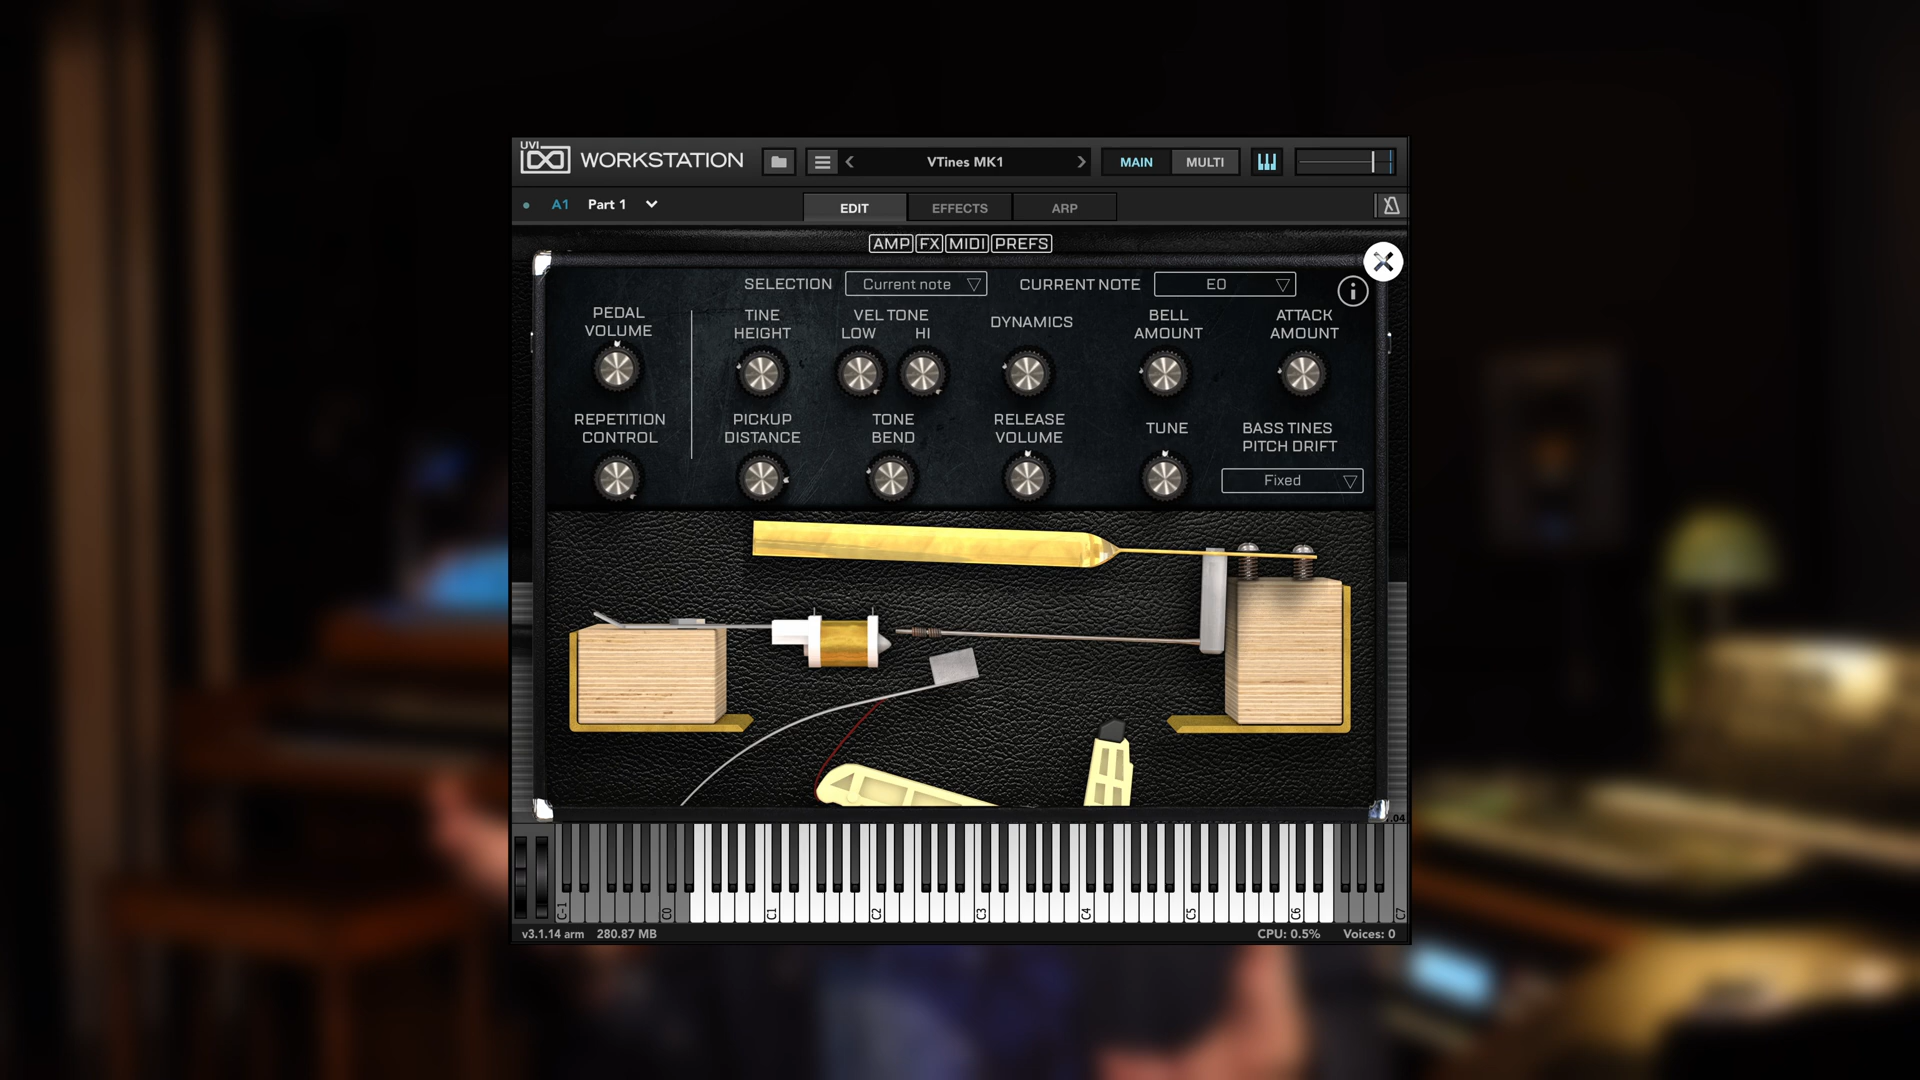 UVI
WORKSTATION
VTines MK1
MAIN
MULTI
A1
Part 1
EDIT
EFFECTS
ARP
AMP
FX
MIDI
PREFS
SELECTION
Current note
CURRENT NOTE
E0
PEDAL
VOLUME
TINE
HEIGHT
VEL TONE
LOW
HI
DYNAMICS
BELL
AMOUNT
ATTACK
AMOUNT
REPETITION
CONTROL
PICKUP
DISTANCE
TONE
BEND
RELEASE
VOLUME
TUNE
BASS TINES
PITCH DRIFT
Fixed
.04
C-1
C0
C1
C2
C3
C4
C5
C6
C7
v3.1.14 arm
280.87 MB
CPU: 0.5%
Voices: 0